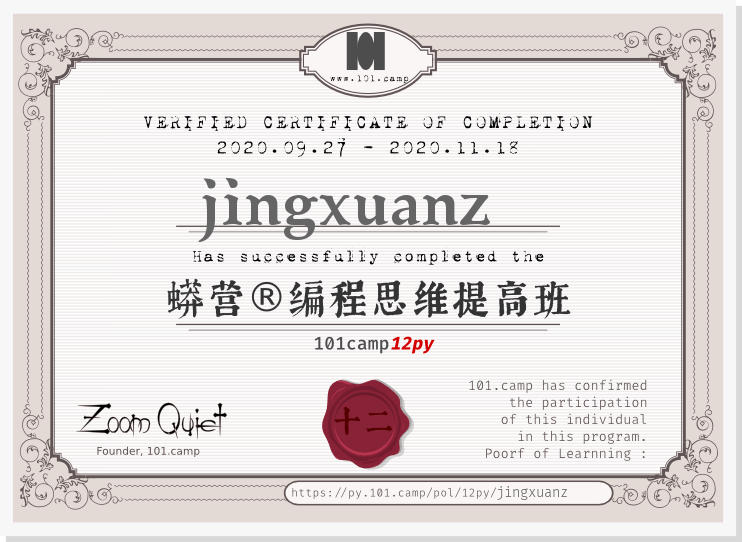 101
www.101.camp
VERIFIED CERTIFICATE OF COMPLETION
2020.09.27 - 2020.11.18
jingxuanz
Has successfully completed the
蟒营®编程思维提高班
101camp12py
101.camp has confirmed
the participation
of this individual
in this program.
Poorf of Learnning :
Zoom Quiet
Founder, 101.camp
十二
https://py.101.camp/pol/12py/jingxuanz